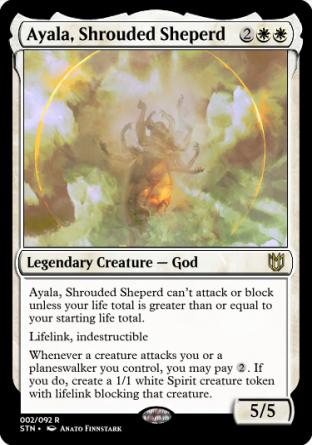 Ayala, Shrouded Sheperd 2WW
Legendary Creature — God
Ayala, Shrouded Sheperd can't attack or block
unless your life total is greater than or equal to
your starting life total.
Lifelink, indestructible
Whenever a creature attacks you or a
planeswalker you control, you may pay 2. If
you do, create a 1/1 white Spirit creature token
with lifelink blocking that creature.
5/5
002/092 R
STN • Anato Finnstark